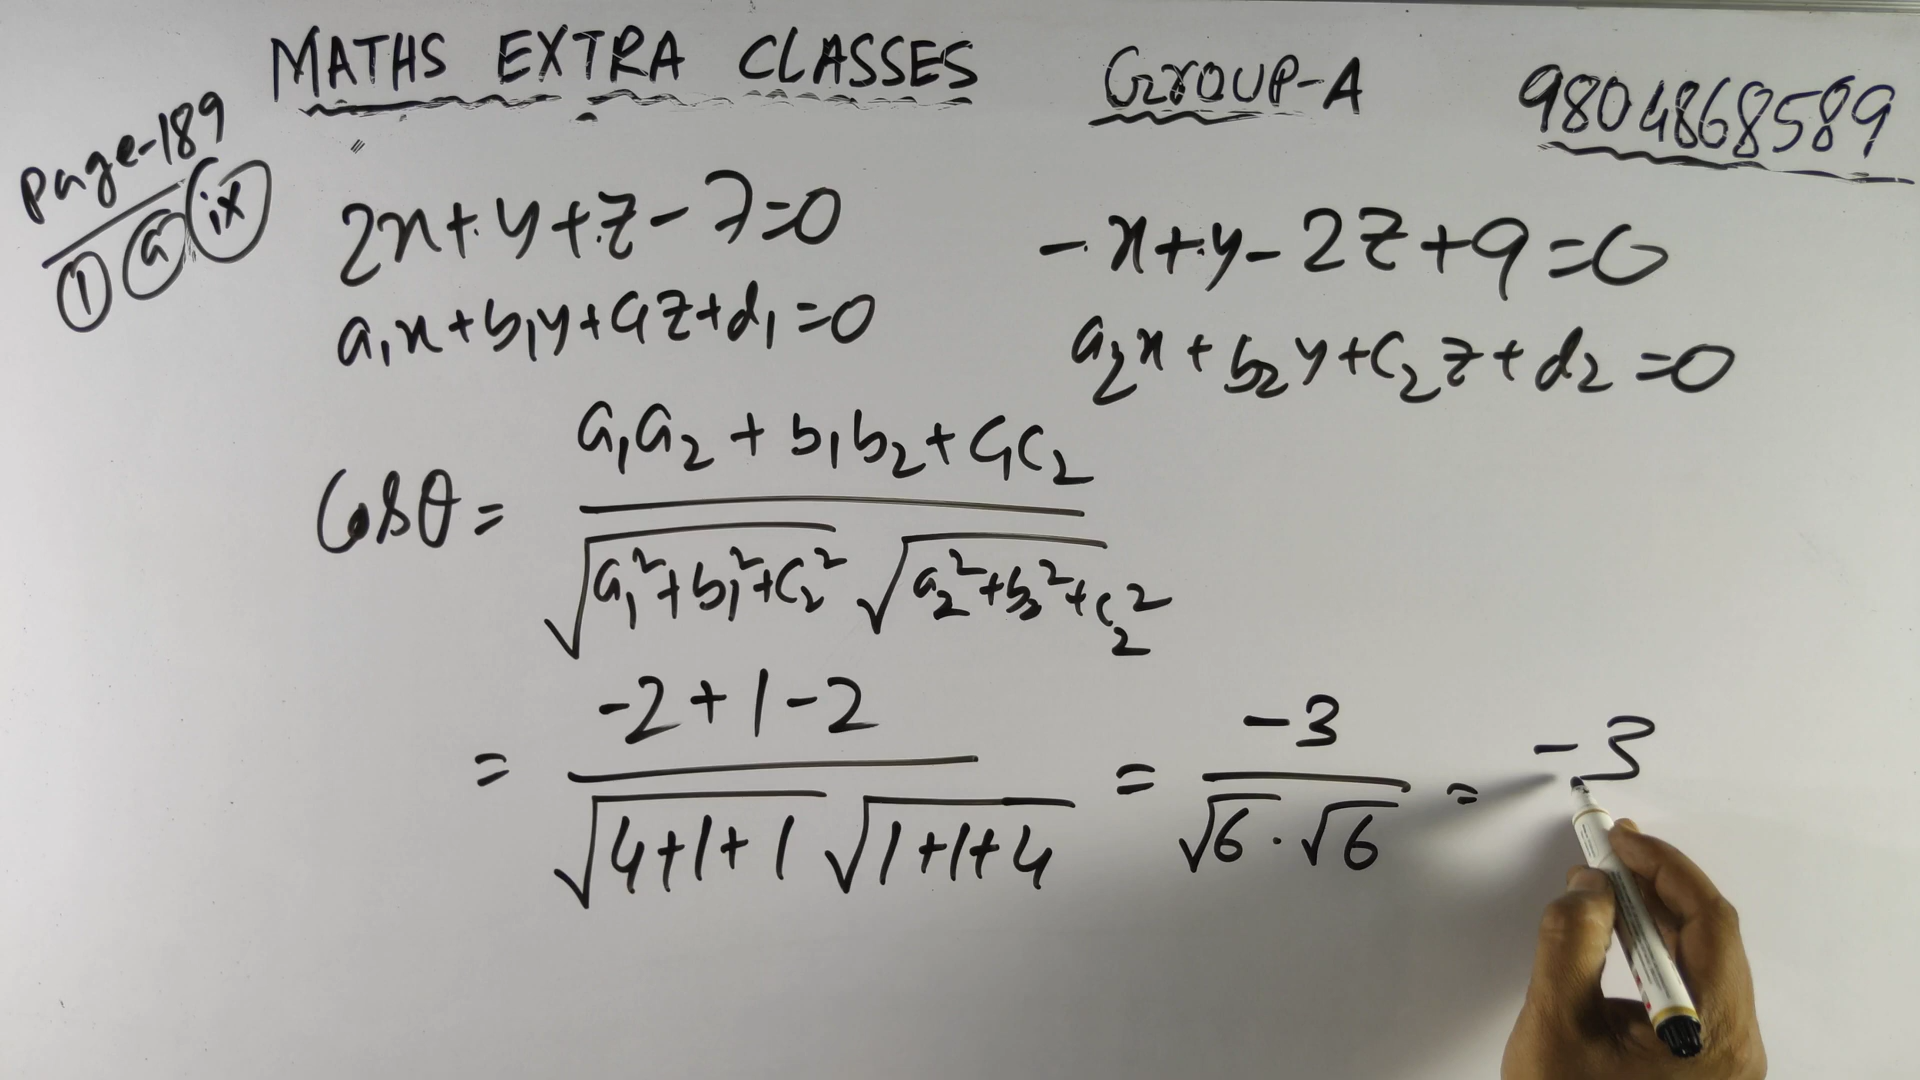 MATHS EXTRA CLASSES GROUP-A 9804868589
Page-189
1 a ix
2x+y+z-7=0
-x+y-2z+9=0
a₁x+b₁y+c₁z+d₁=0
a₂x+b₂y+c₂z+d₂=0
Cosθ = (a₁a₂+b₁b₂+c₁c₂)/(√(a₁²+b₁²+c₂²) √(a₂²+b₂²+c₂²))
= (-2+1-2)/(√(4+1+1) √(1+1+4)) = -3/(√6·√6) = -3